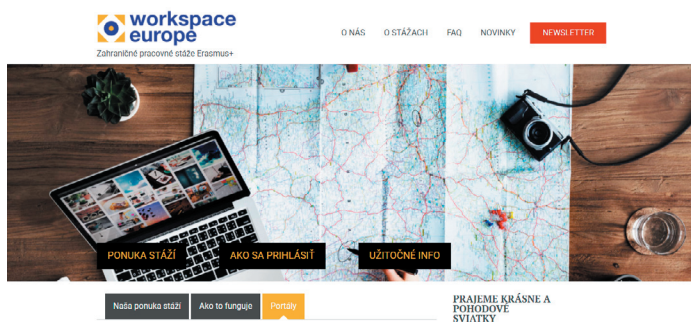 workspace
europe
Zahraničné pracovné stáže Erasmus+
O NÁS O STÁŽACH FAQ NOVINKY NEWSLETTER
PONUKA STÁŽÍ AKO SA PRIHLÁSIŤ UŽITOČNÉ INFO
Naša ponuka stáží Ako to funguje Portály
PRAJEME KRÁSNE A
POHODOVÉ
SVIATKY